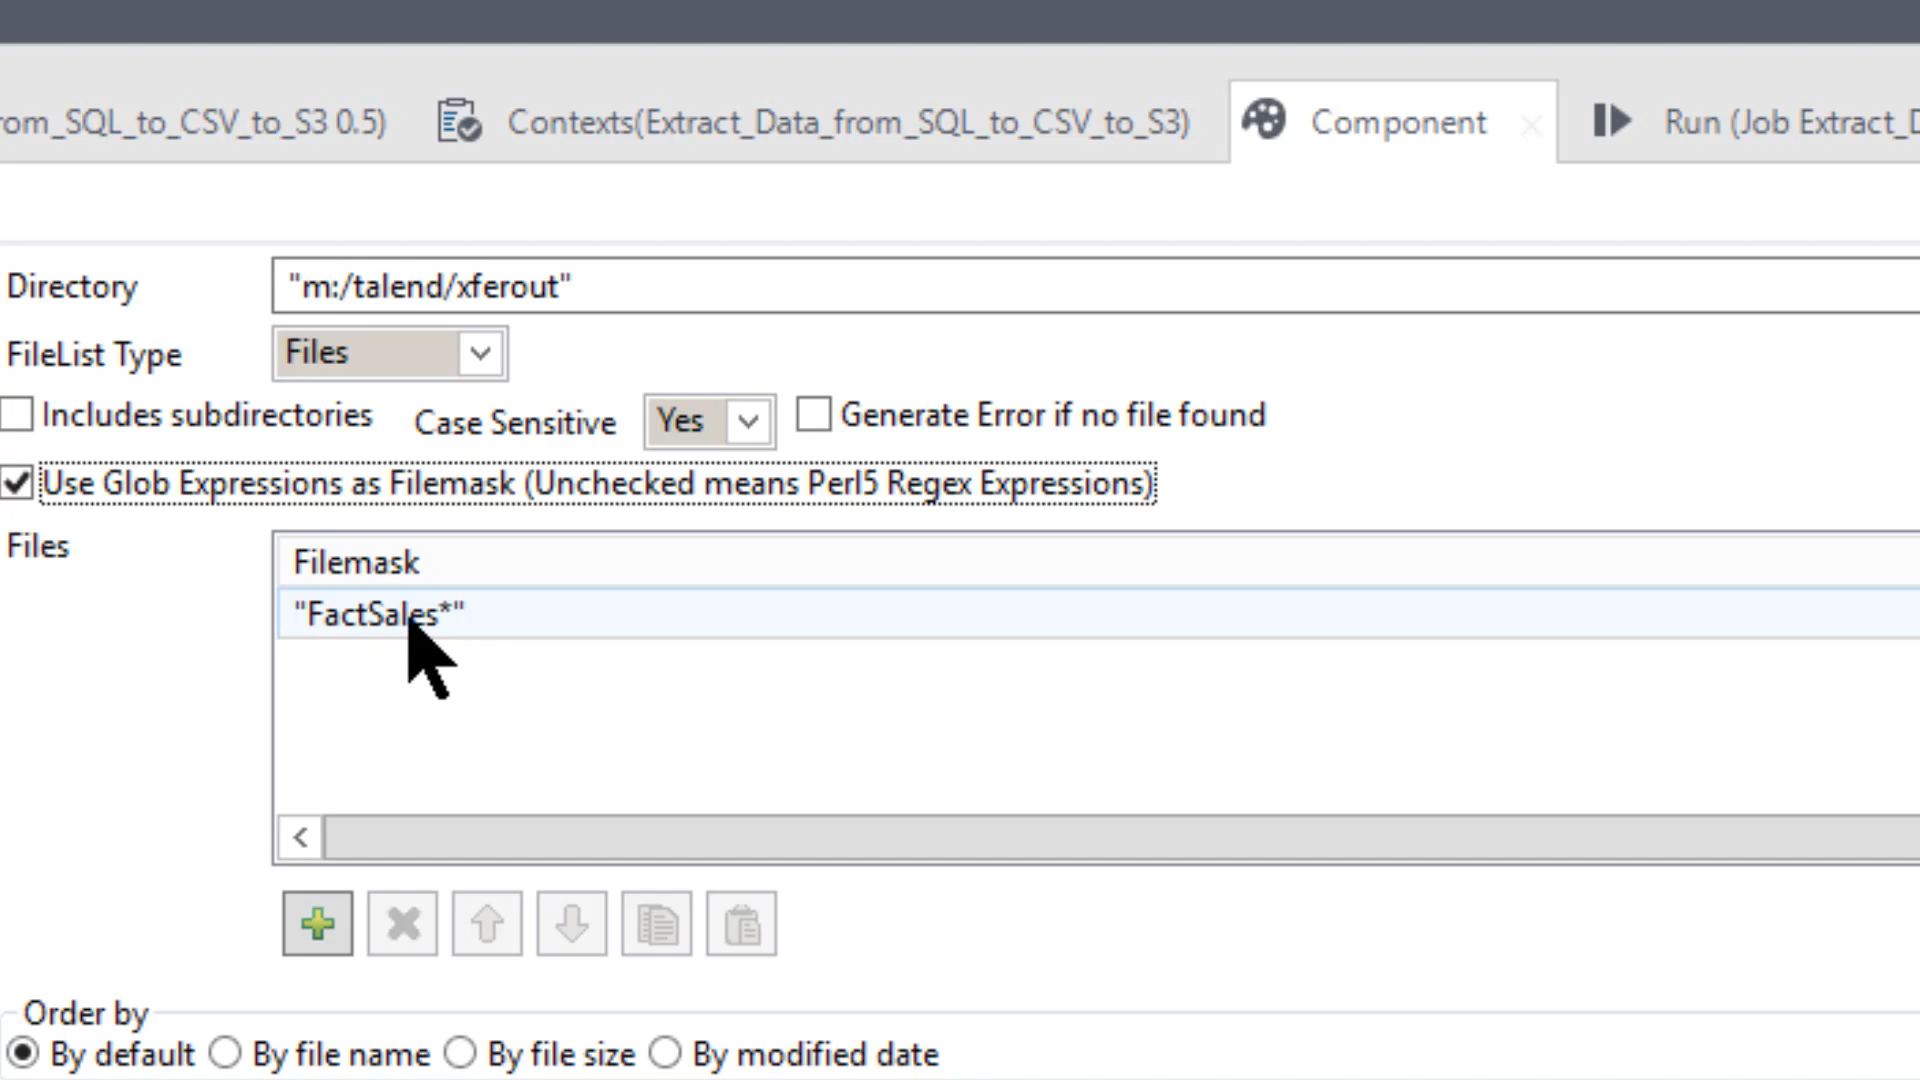 rom_SQL_to_CSV_to_S3 0.5) Contexts(Extract_Data_from_SQL_to_CSV_to_S3) Component Run (Job Extract_D
Directory "m:/talend/xferout"
FileList Type Files
Includes subdirectories Case Sensitive Yes Generate Error if no file found
Use Glob Expressions as Filemask (Unchecked means Perl5 Regex Expressions)
Files Filemask
"FactSales*"
Order by
By default By file name By file size By modified date